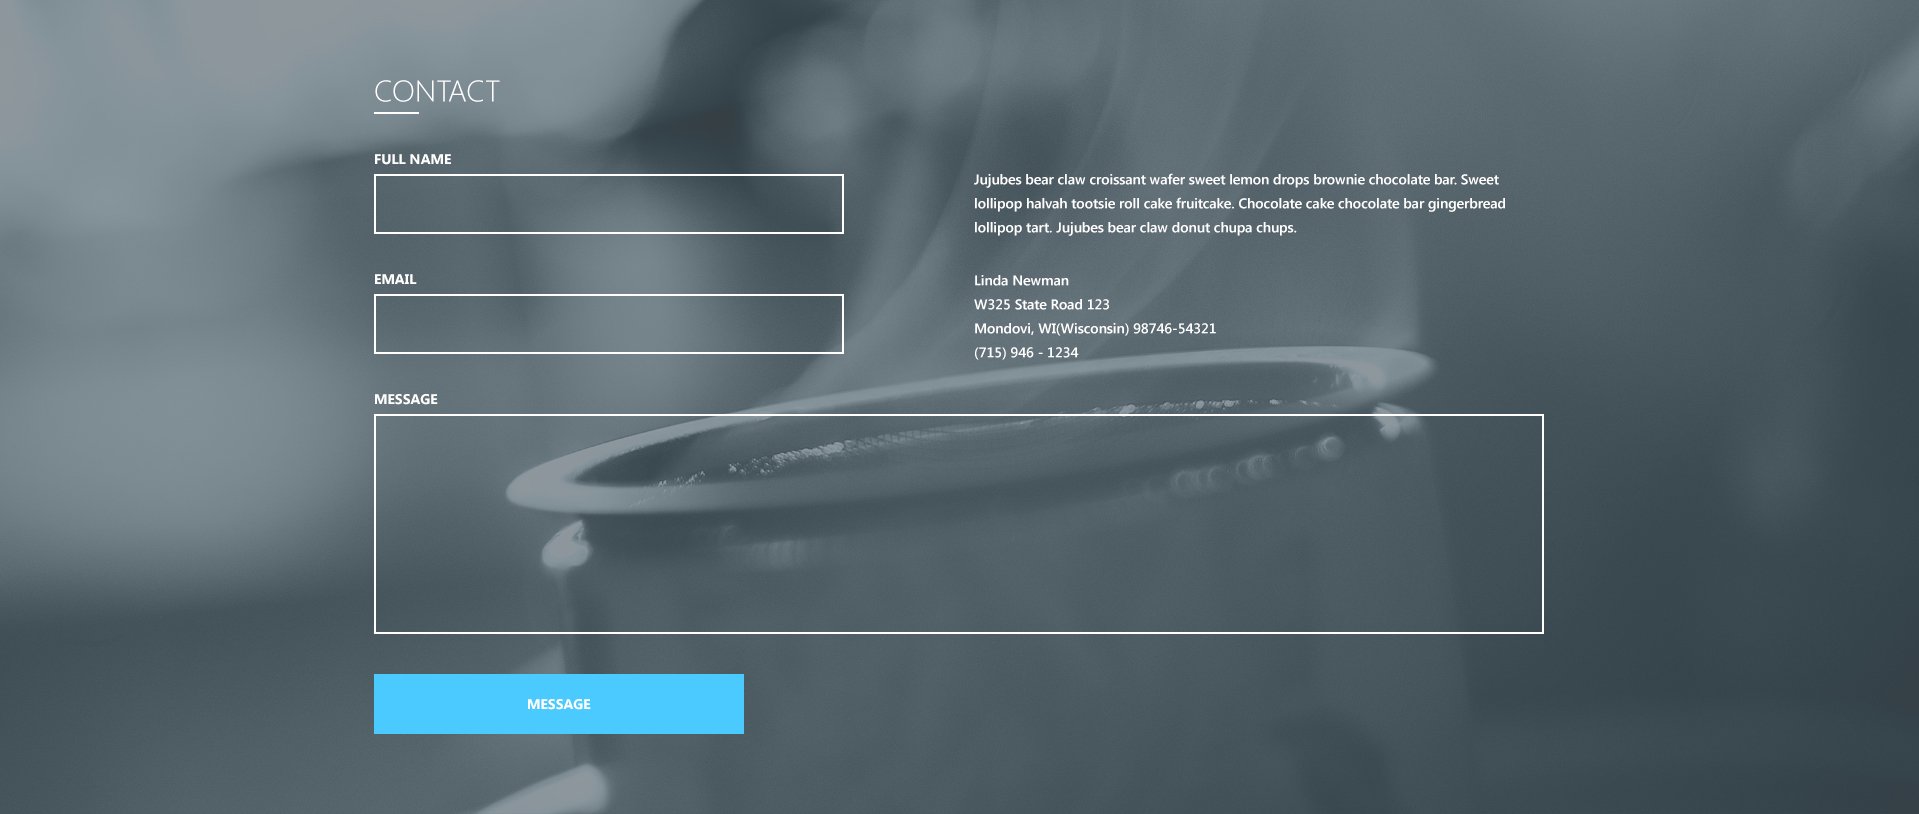 CONTACT
FULL NAME
Jujubes bear claw croissant wafer sweet lemon drops brownie chocolate bar. Sweet
lollipop halvah tootsie roll cake fruitcake. Chocolate cake chocolate bar gingerbread
lollipop tart. Jujubes bear claw donut chupa chups.
EMAIL
Linda Newman
W325 State Road 123
Mondovi, WI(Wisconsin) 98746-54321
(715) 946 - 1234
MESSAGE
MESSAGE